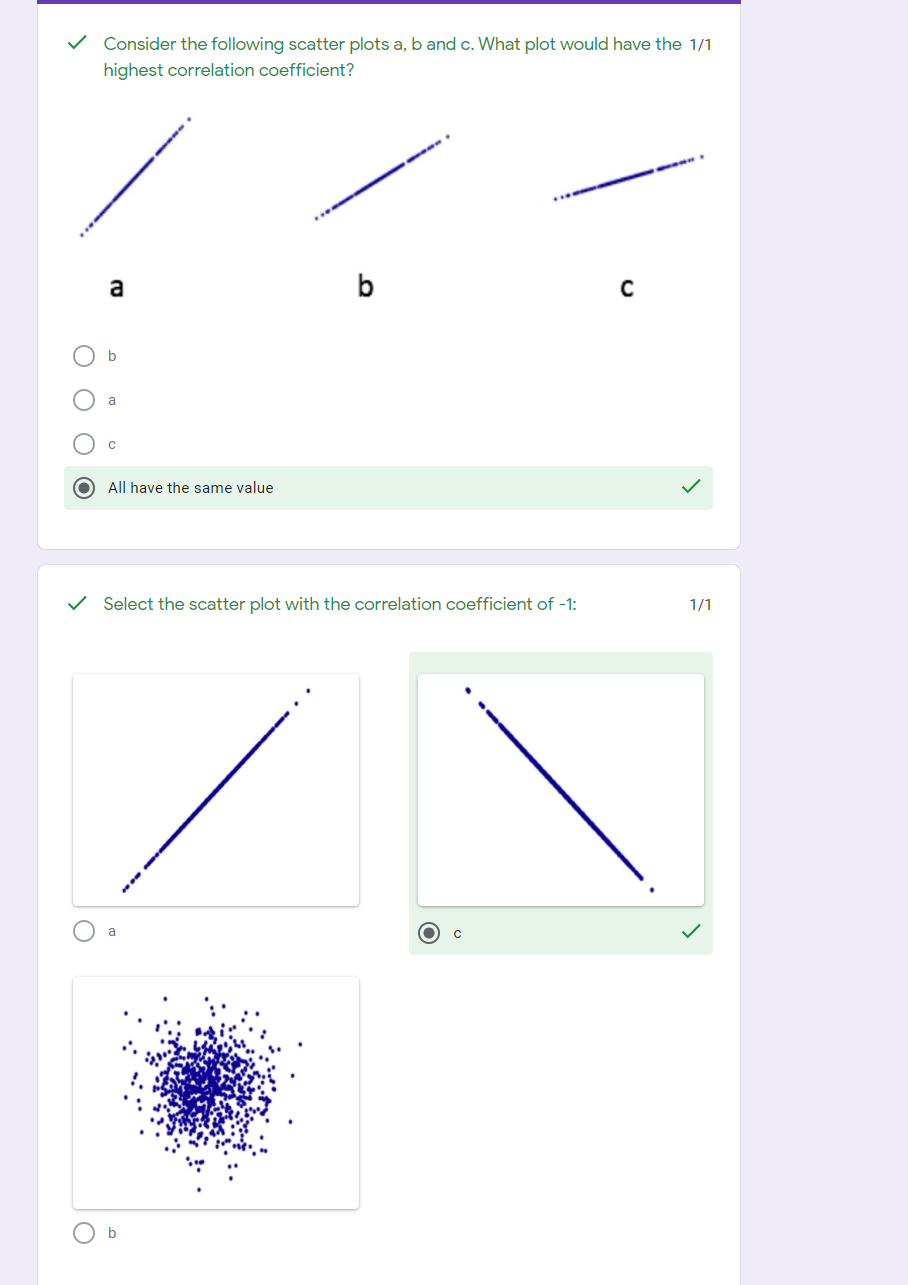 Consider the following scatter plots a, b and c. What plot would have the 1/1
highest correlation coefficient?
a b c
b
a
c
All have the same value
Select the scatter plot with the correlation coefficient of -1: 1/1
a
c
b